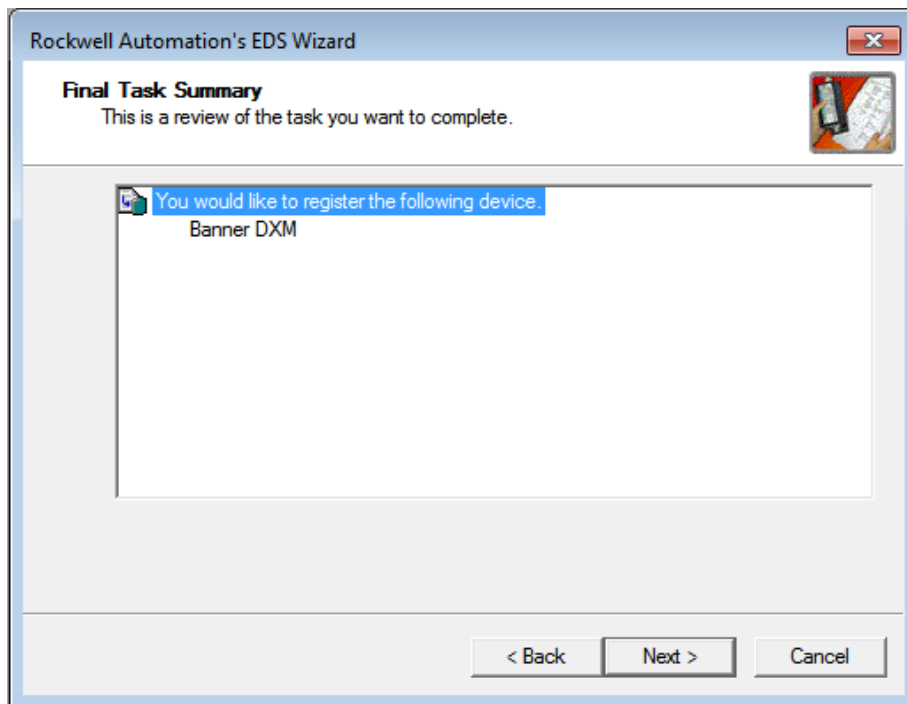 Rockwell Automation's EDS Wizard
Final Task Summary
This is a review of the task you want to complete.
You would like to register the following device.
Banner DXM
< Back
Next >
Cancel